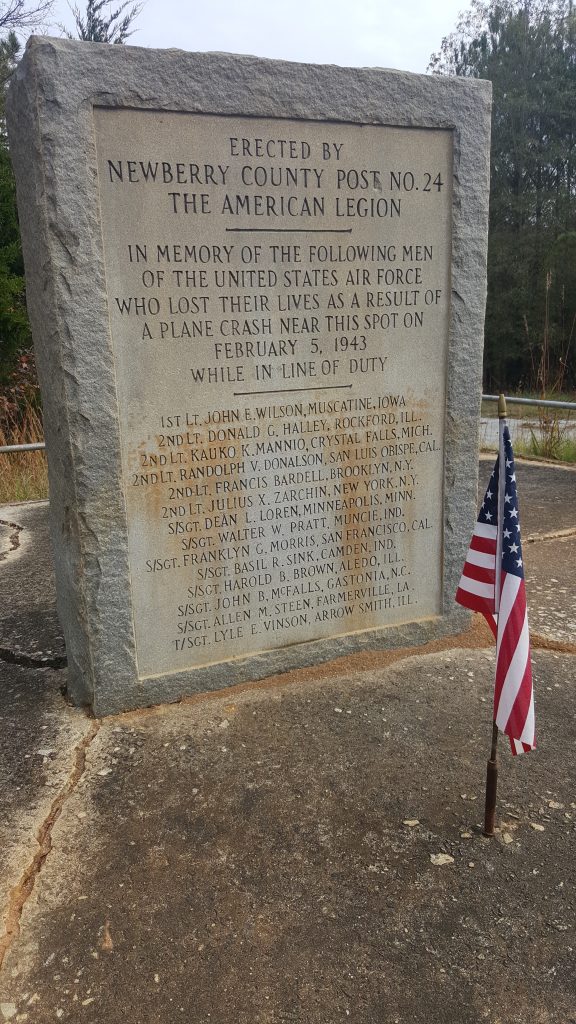 ERECTED BY
NEWBERRY COUNTY POST NO. 24
THE AMERICAN LEGION
IN MEMORY OF THE FOLLOWING MEN
OF THE UNITED STATES AIR FORCE
WHO LOST THEIR LIVES AS A RESULT OF
A PLANE CRASH NEAR THIS SPOT ON
FEBRUARY 5, 1943
WHILE IN LINE OF DUTY
1ST LT. JOHN E. WILSON, MUSCATINE, IOWA
2ND LT. DONALD G. HALLEY, ROCKFORD, ILL.
2ND LT. KAUKO K. MANNIO, CRYSTAL FALLS, MICH.
2ND LT. RANDOLPH V. DONALSON, SAN LUIS OBISPE, CAL.
2ND LT. FRANCIS BARDELL, BROOKLYN, N.Y.
2ND LT. JULIUS X. ZARCHIN, NEW YORK, N.Y.
S/SGT. DEAN L. LOREN, MINNEAPOLIS, MINN.
S/SGT. WALTER W. PRATT, MUNCIE, IND.
S/SGT. FRANKLYN G. MORRIS, SAN FRANCISCO, CAL.
S/SGT. BASIL R. SINK, CAMDEN, IND.
S/SGT. HAROLD B. BROWN, ALEDO, ILL.
S/SGT. JOHN B. McFALLS, GASTONIA, N.C.
S/SGT. ALLEN M. STEEN, FARMERVILLE, LA.
T/SGT. LYLE E. VINSON, ARROW SMITH, ILL.